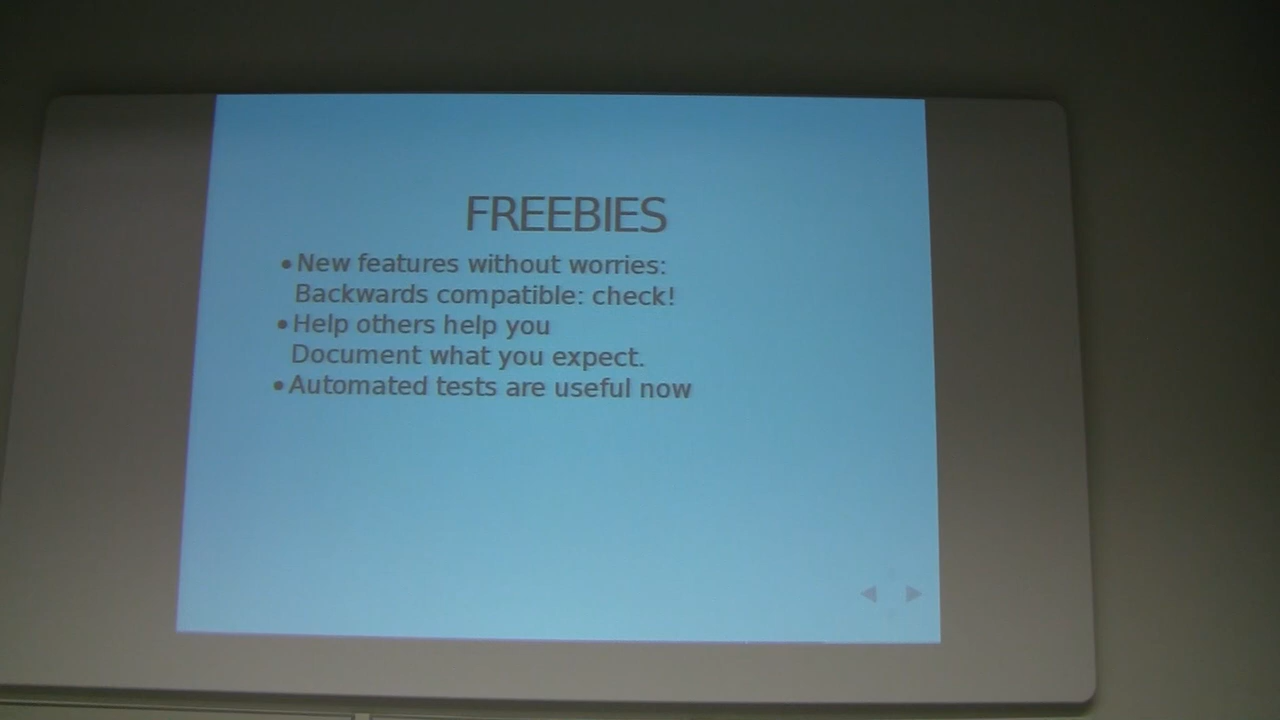 FREEBIES
•New features without worries:
Backwards compatible: check!
•Help others help you
Document what you expect.
•Automated tests are useful now